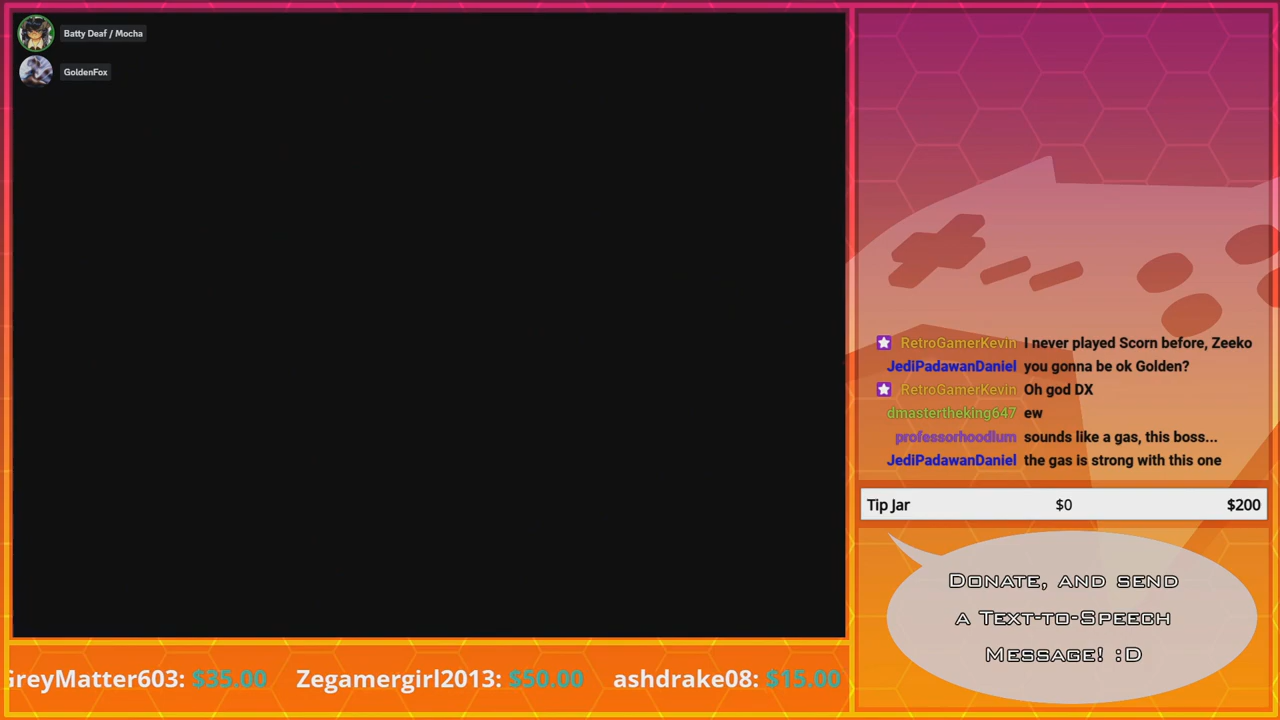 Batty Deaf / Mocha
GoldenFox
RetroGamerKevin I never played Scorn before, Zeeko
JediPadawanDaniel you gonna be ok Golden?
RetroGamerKevin Oh god DX
dmastertheking647 ew
professorhoodlum sounds like a gas, this boss...
JediPadawanDaniel the gas is strong with this one
Tip Jar $0 $200
Donate, and send
a Text-to-Speech
Message! :D
GreyMatter603: $35.00 Zegamergirl2013: $50.00 ashdrake08: $15.00